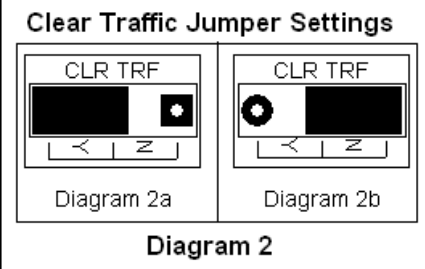 Clear Traffic Jumper Settings
CLR TRF CLR TRF
Y N Y N
Diagram 2a Diagram 2b
Diagram 2